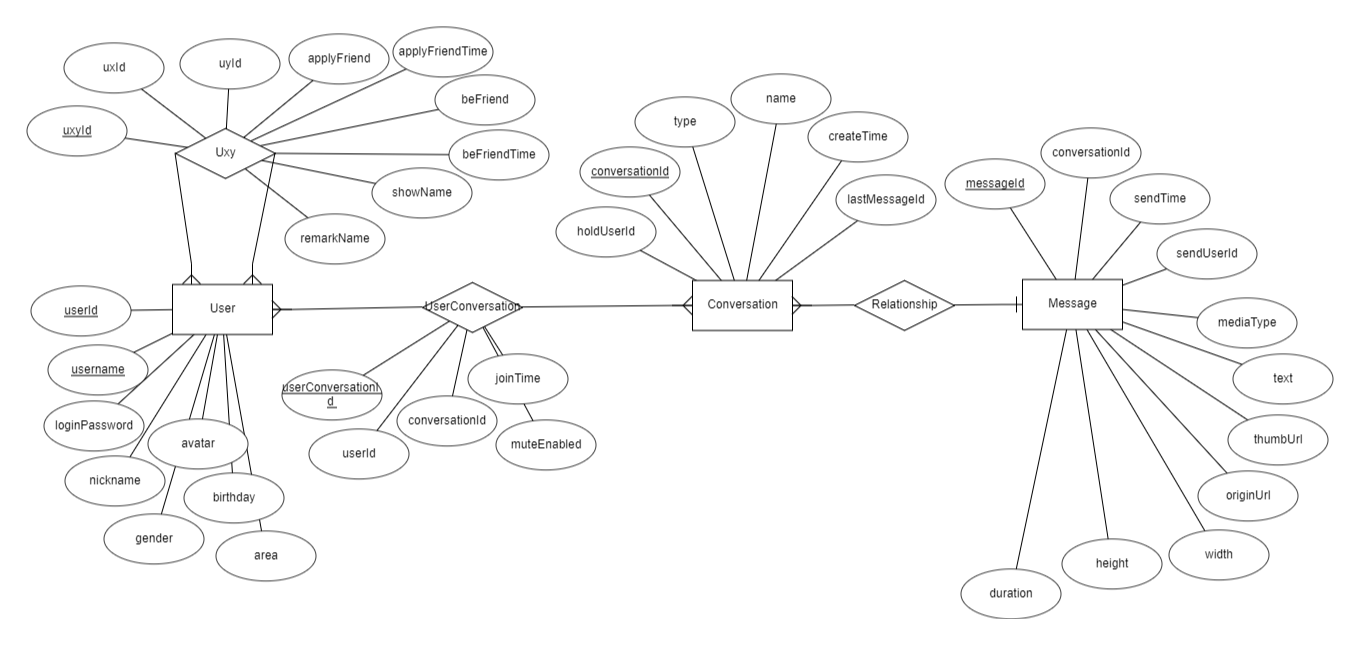 uxId
uyId
applyFriend
applyFriendTime
beFriend
uxyId
Uxy
beFriendTime
showName
remarkName
userId
User
username
loginPassword
avatar
nickname
birthday
gender
area
UserConversation
userConversationI
d
userId
conversationId
joinTime
muteEnabled
name
type
createTime
conversationId
lastMessageId
holdUserId
Conversation
Relationship
conversationId
messageId
sendTime
sendUserId
Message
mediaType
text
thumbUrl
originUrl
width
height
duration